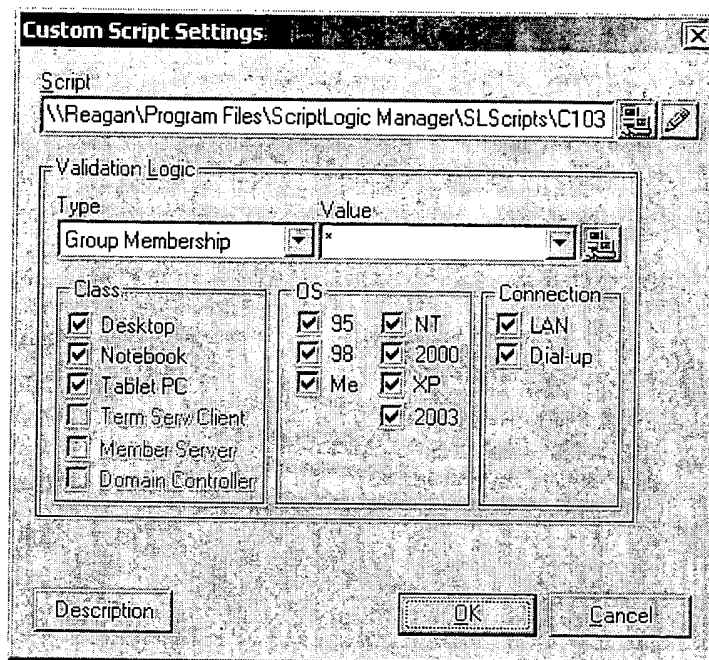 Custom Script Settings
Script
\\Reagan\Program Files\ScriptLogic Manager\SLScripts\C103
Validation Logic
Type Value
Group Membership *
Class OS Connection
Desktop 95 NT LAN
Notebook 98 2000 Dial-up
Tablet PC Me XP
Term Serv Client 2003
Member Server
Domain Controller
Description OK Cancel